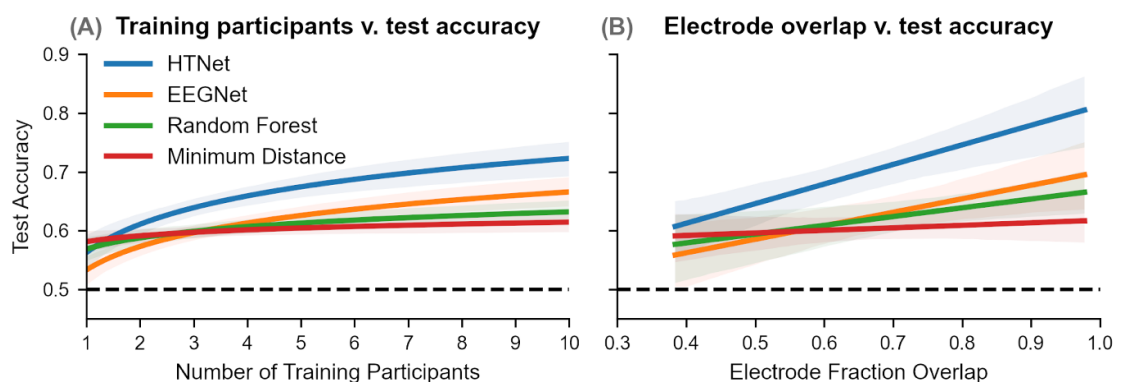 (A) Training participants v. test accuracy
0.9
0.8
0.7
0.6
0.5
Test Accuracy
HTNet
EEGNet
Random Forest
Minimum Distance
1 2 3 4 5 6 7 8 9 10
Number of Training Participants
(B) Electrode overlap v. test accuracy
0.3 0.4 0.5 0.6 0.7 0.8 0.9 1.0
Electrode Fraction Overlap